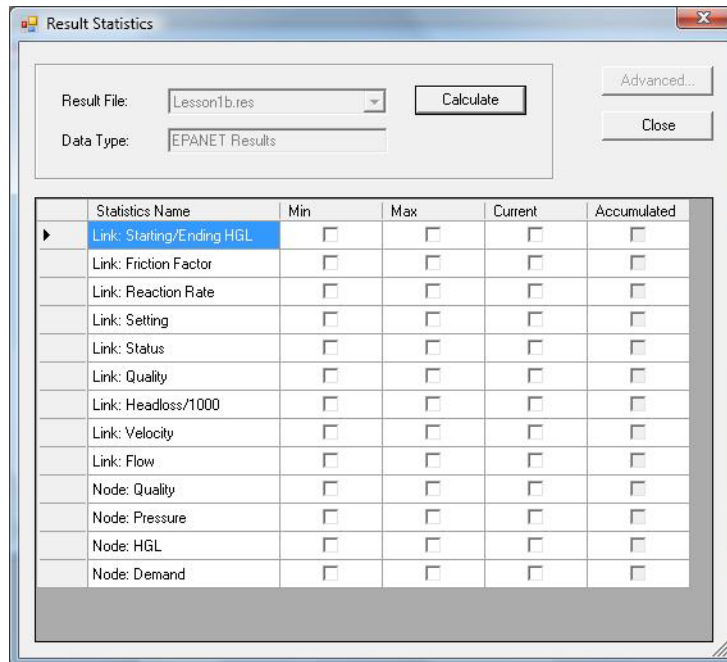 Result Statistics
Result File: Lesson1b.res Calculate Advanced...
Data Type: EPANET Results Close
Statistics Name Min Max Current Accumulated
Link: Starting/Ending HGL
Link: Friction Factor
Link: Reaction Rate
Link: Setting
Link: Status
Link: Quality
Link: Headloss/1000
Link: Velocity
Link: Flow
Node: Quality
Node: Pressure
Node: HGL
Node: Demand